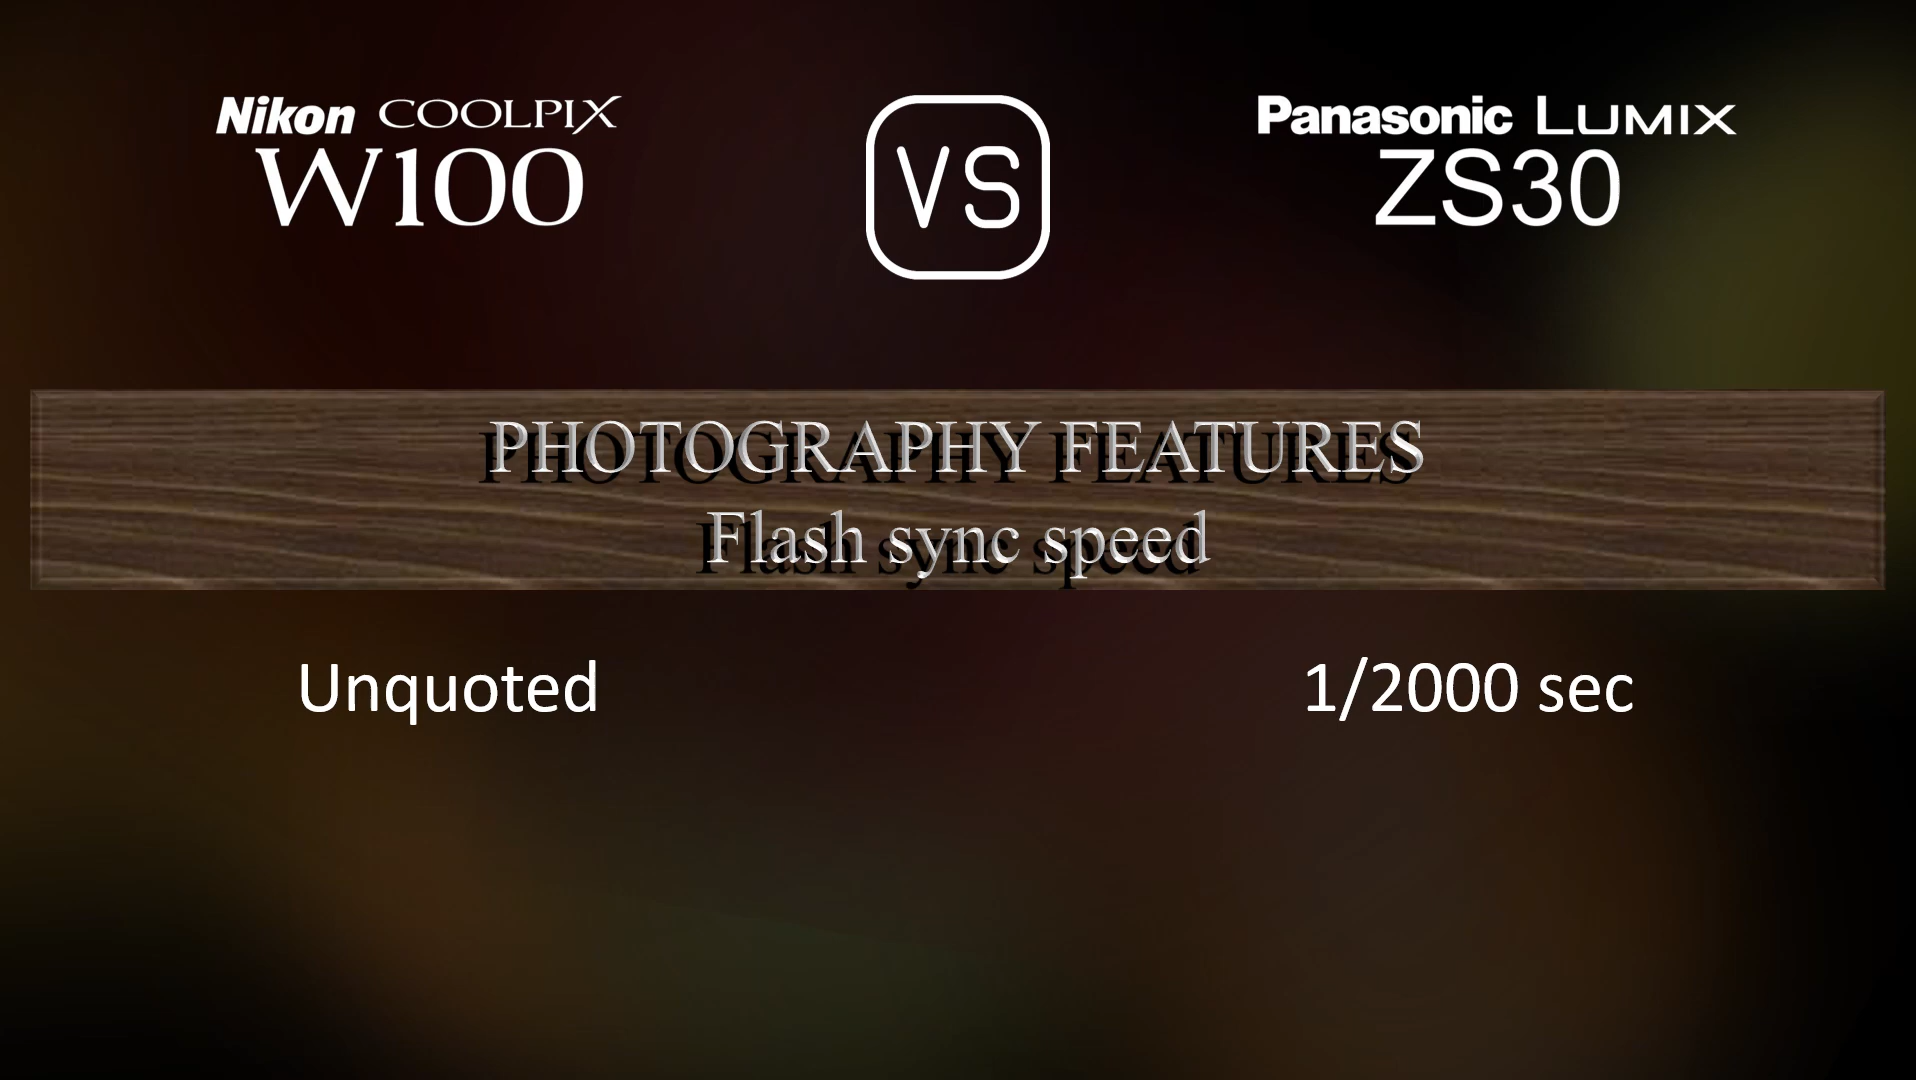 Nikon COOLPIX
W100
VS
Panasonic LUMIX
ZS30
PHOTOGRAPHY FEATURES
Flash sync speed
Unquoted
1/2000 sec